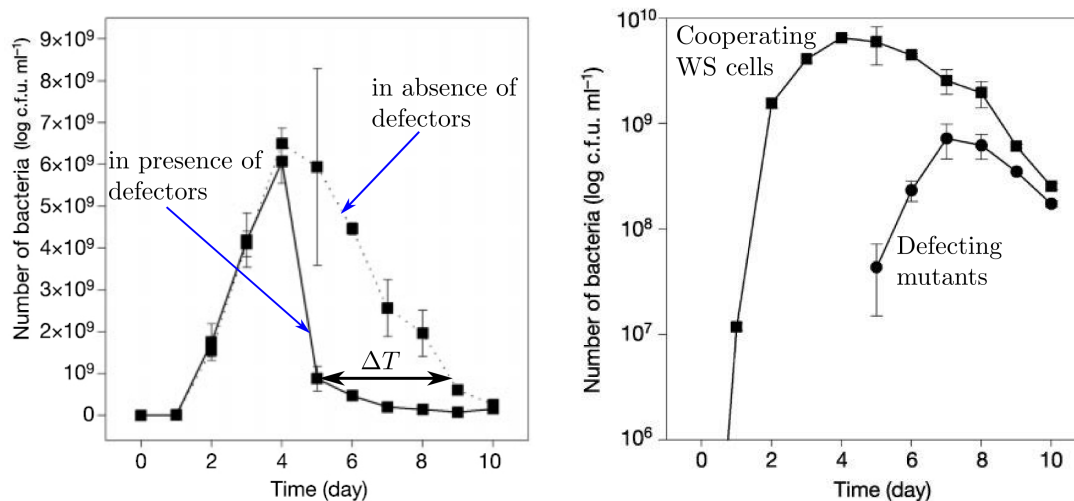 Number of bacteria (log c.f.u. ml⁻¹)
9×10⁹
8×10⁹
7×10⁹
6×10⁹
5×10⁹
4×10⁹
3×10⁹
2×10⁹
10⁹
0
in absence of
defectors
in presence of
defectors
ΔT
0 2 4 6 8 10
Time (day)
Number of bacteria (log c.f.u. ml⁻¹)
10¹⁰
10⁹
10⁸
10⁷
10⁶
Cooperating
WS cells
Defecting
mutants
0 2 4 6 8 10
Time (day)